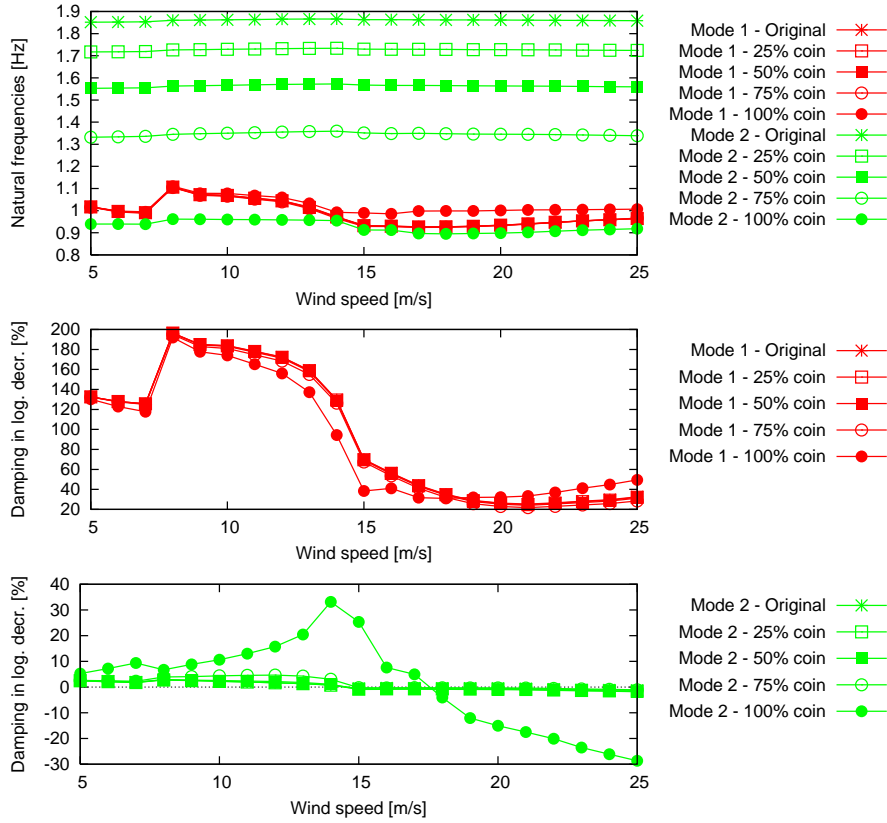 1.9
1.8
1.7
1.6
1.5
1.4
1.3
1.2
1.1
1
0.9
0.8
Natural frequencies [Hz]
5
10
15
20
25
Wind speed [m/s]
Mode 1 - Original
Mode 1 - 25% coin
Mode 1 - 50% coin
Mode 1 - 75% coin
Mode 1 - 100% coin
Mode 2 - Original
Mode 2 - 25% coin
Mode 2 - 50% coin
Mode 2 - 75% coin
Mode 2 - 100% coin
200
180
160
140
120
100
80
60
40
20
Damping in log. decr. [%]
5
10
15
20
25
Wind speed [m/s]
Mode 1 - Original
Mode 1 - 25% coin
Mode 1 - 50% coin
Mode 1 - 75% coin
Mode 1 - 100% coin
40
30
20
10
0
-10
-20
-30
Damping in log. decr. [%]
5
10
15
20
25
Wind speed [m/s]
Mode 2 - Original
Mode 2 - 25% coin
Mode 2 - 50% coin
Mode 2 - 75% coin
Mode 2 - 100% coin